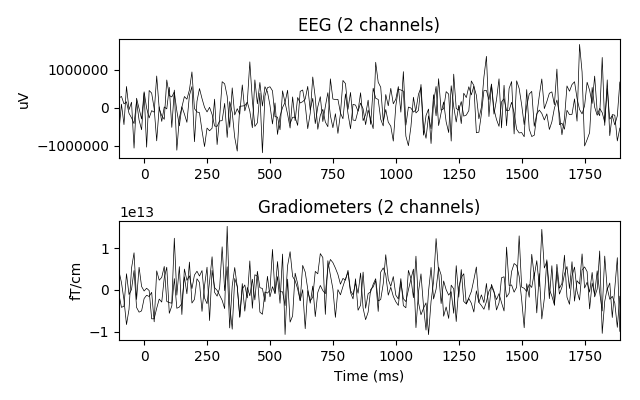 EEG (2 channels)
1000000
0
−1000000
uV
0 250 500 750 1000 1250 1500 1750
1e13
Gradiometers (2 channels)
1
0
−1
fT/cm
0 250 500 750 1000 1250 1500 1750
Time (ms)